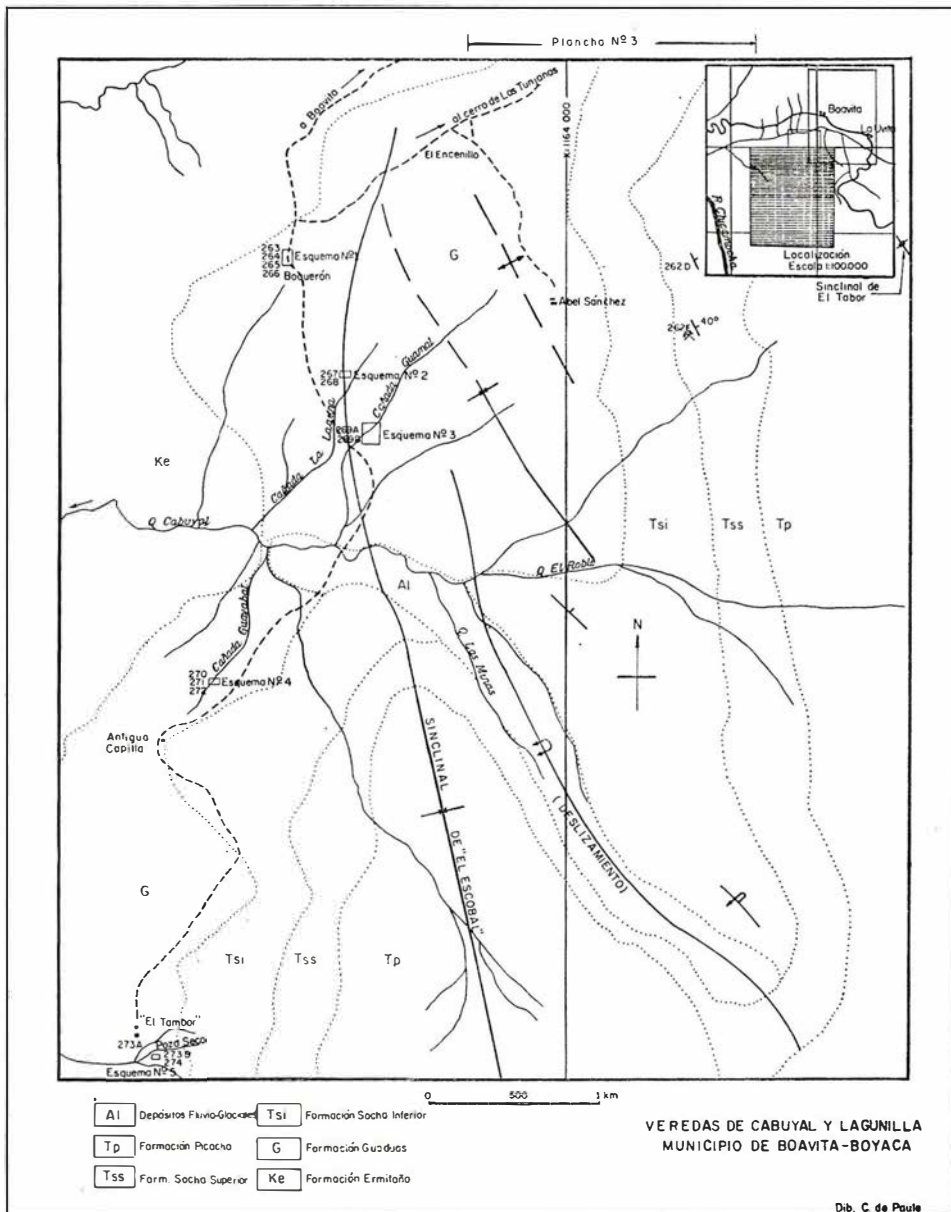 Plancha Nº 3
a Boavita
al cerro de Las Tunjanas
El Encenillo
Boavita
La Uvita
R. Chicamocha
Localización
Escala 1:100.000
Sinclinal de
El Tabor
263
264
265
266
Esquema Nº 1
Boquerón
G
262 D
40º
Abel Sánchez
267
268
Esquema Nº 2
Cañada Guamal
Cañada La Laguna
269A
269B
Esquema Nº 3
Ke
Q. Cabuyal
Tsi
Tss
Tp
Q. El Roble
Al
Cañada Guayabal
Q. Las Minas
N
270
271
272
Esquema Nº 4
Antigua
Capilla
SINCLINAL
DE "EL ESCOBAL"
(DESLIZAMIENTO)
G
Tsi
Tss
Tp
"El Tambor"
273A
Pozo Seco
273B
274
Esquema Nº 5
0 500 1 km
Al Depósitos Fluvio-Glaciales
Tsi Formación Socha Inferior
Tp Formación Picacho
G Formación Guaduas
Tss Form. Socha Superior
Ke Formación Ermitaño
VEREDAS DE CABUYAL Y LAGUNILLA
MUNICIPIO DE BOAVITA-BOYACA
Dib. C. de Paula